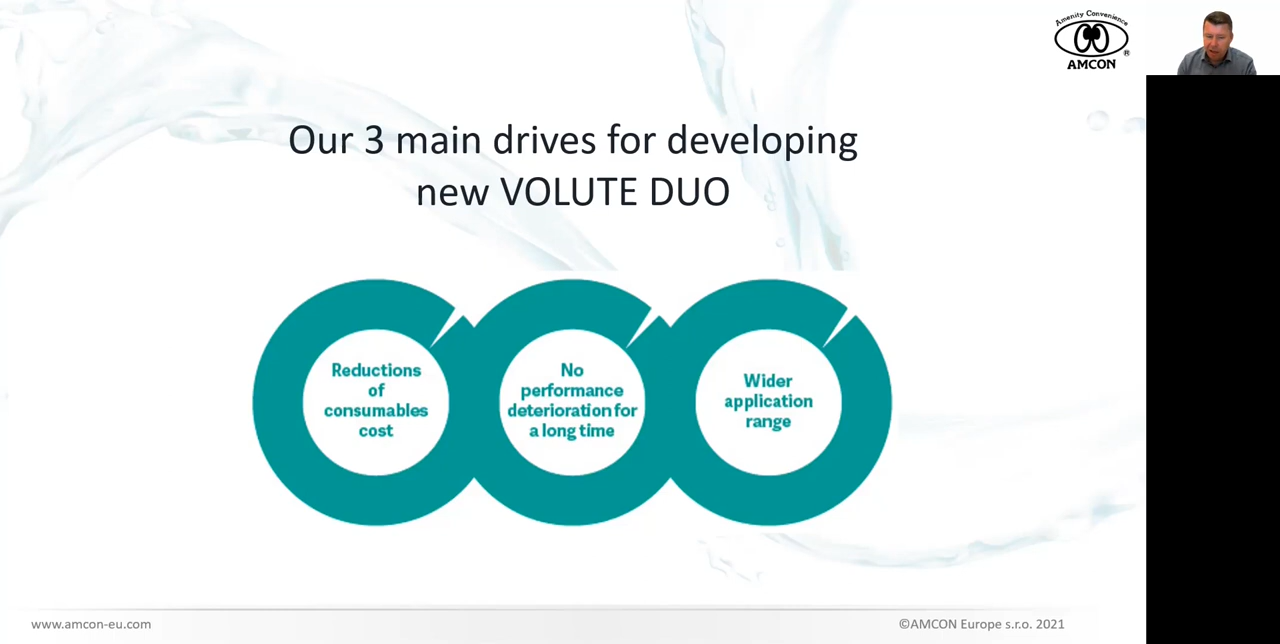 Amenity Convenience
®
AMCON
Our 3 main drives for developing
new VOLUTE DUO
Reductions
of
consumables
cost
No
performance
deterioration for
a long time
Wider
application
range
www.amcon-eu.com
©AMCON Europe s.r.o. 2021